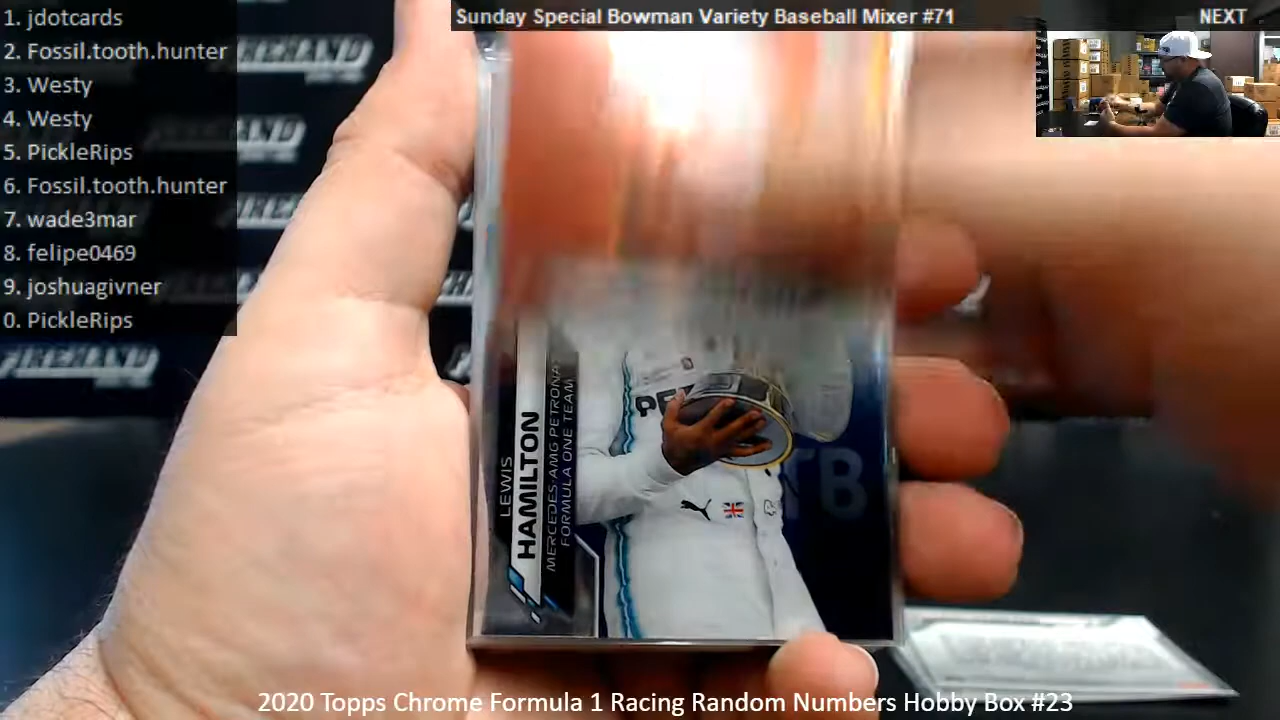 1. jdotcards
2. Fossil.tooth.hunter
3. Westy
4. Westy
5. PickleRips
6. Fossil.tooth.hunter
7. wade3mar
8. felipe0469
9. joshuagivner
0. PickleRips
Sunday Special Bowman Variety Baseball Mixer #71
NEXT
FIREHAND
LEWIS
HAMILTON
MERCEDES-AMG PETRONAS
FORMULA ONE TEAM
2020 Topps Chrome Formula 1 Racing Random Numbers Hobby Box #23